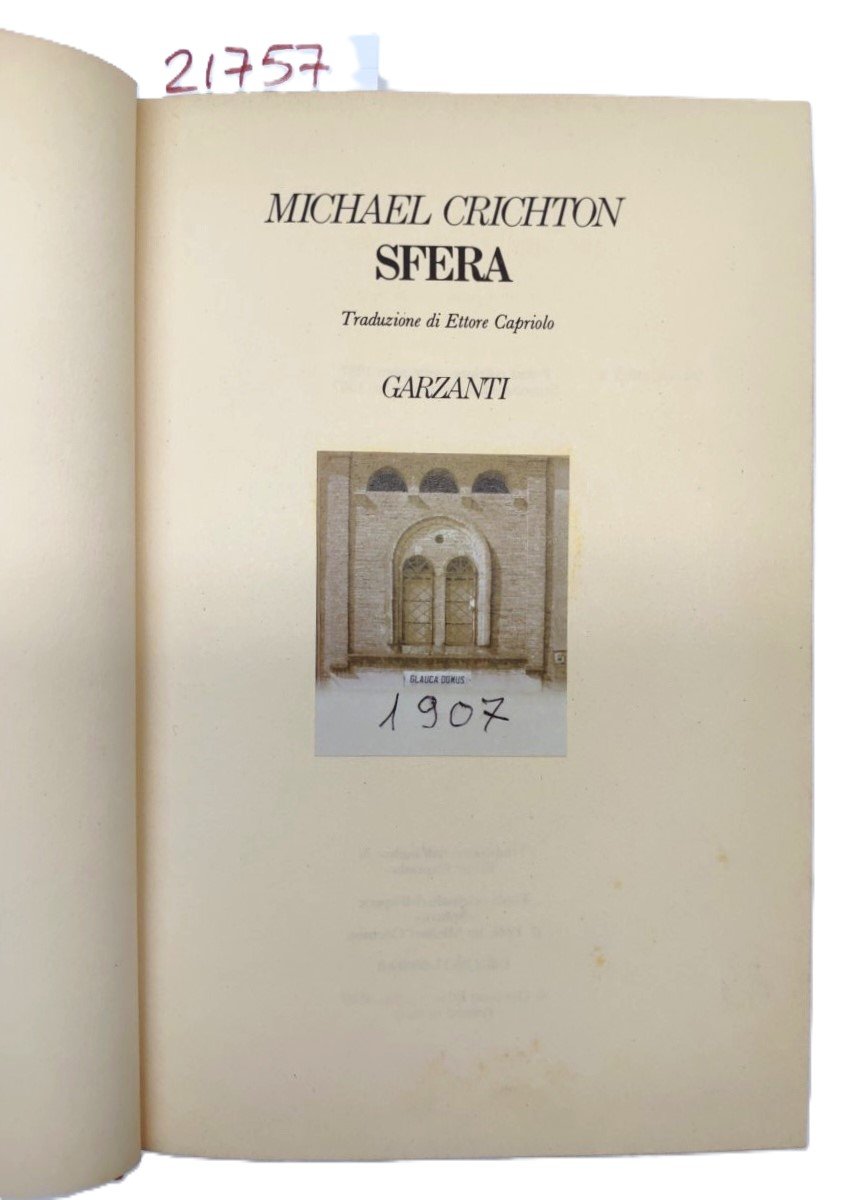 21757
MICHAEL CRICHTON
SFERA
Traduzione di Ettore Capriolo
GARZANTI
GLAUCA DOMUS
1907